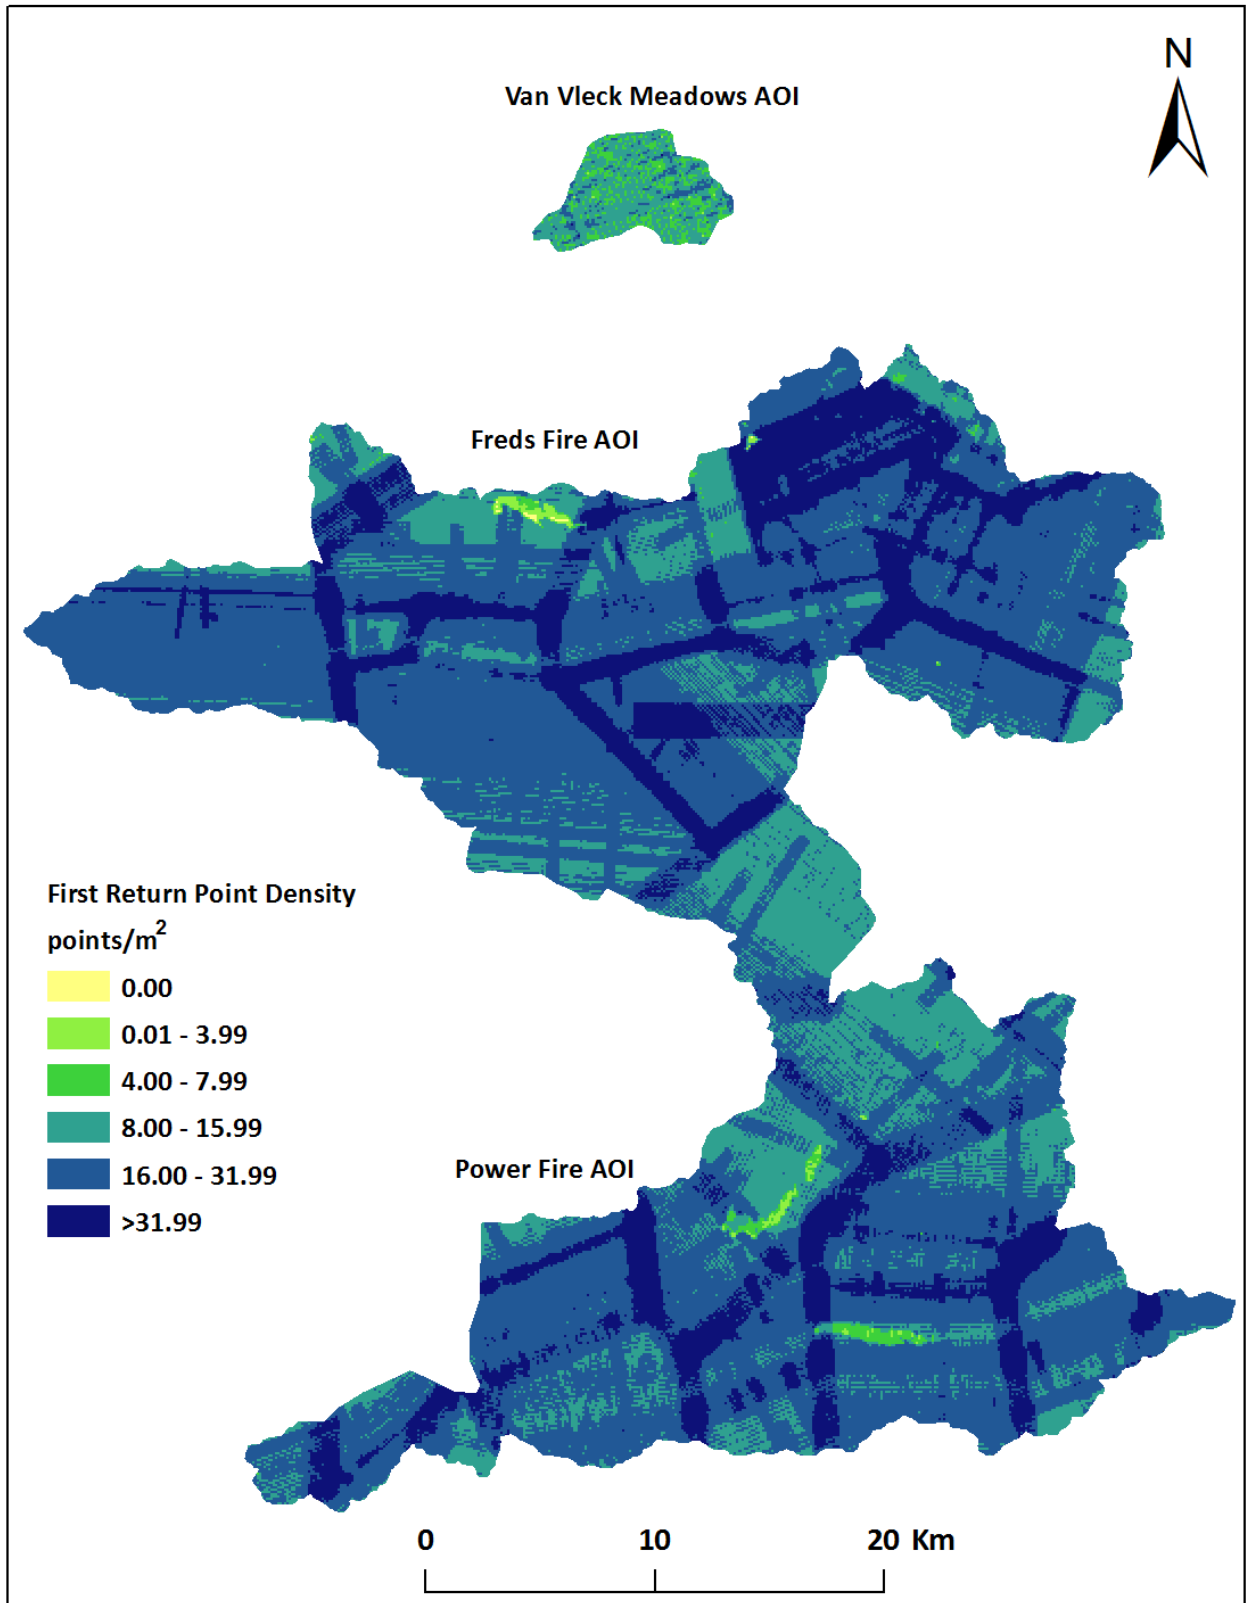 N
Van Vleck Meadows AOI
Freds Fire AOI
First Return Point Density
points/m²
0.00
0.01 - 3.99
4.00 - 7.99
8.00 - 15.99
16.00 - 31.99
>31.99
Power Fire AOI
0 10 20 Km